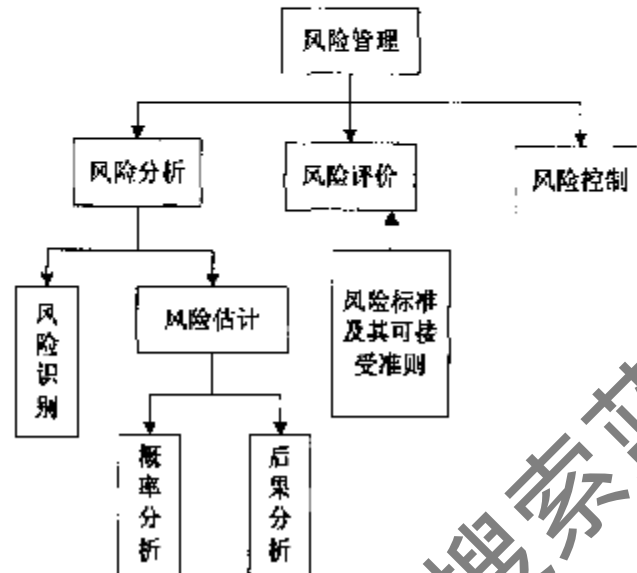 风险管理
风险分析
风险评价
风险控制
风险识别
风险估计
风险标准
及其可接
受准则
概率分析
后果分析
搜索